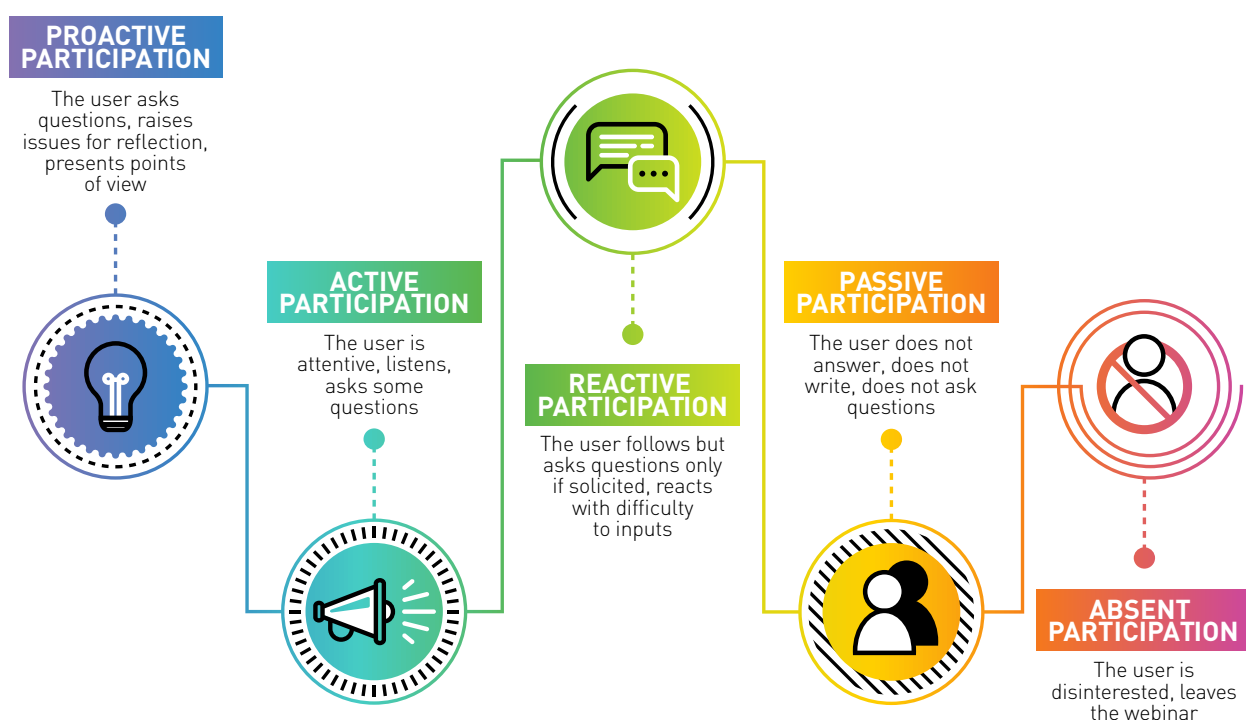 PROACTIVE
PARTICIPATION
The user asks
questions, raises
issues for reflection,
presents points
of view
ACTIVE
PARTICIPATION
The user is
attentive, listens,
asks some
questions
REACTIVE
PARTICIPATION
The user follows but
asks questions only
if solicited, reacts
with difficulty
to inputs
PASSIVE
PARTICIPATION
The user does not
answer, does not
write, does not ask
questions
ABSENT
PARTICIPATION
The user is
disinterested, leaves
the webinar